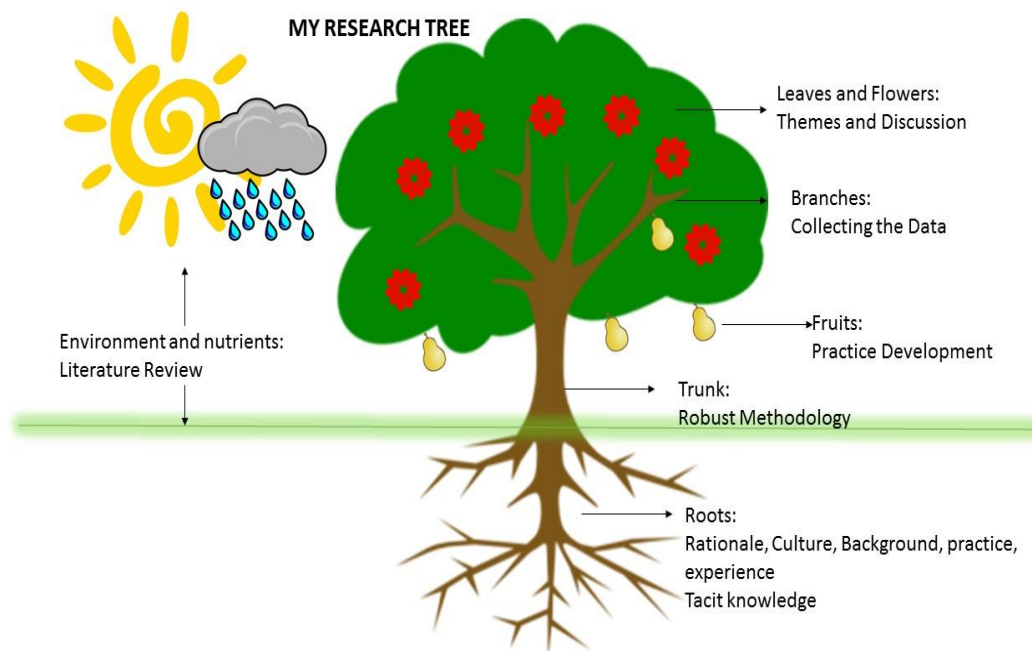 MY RESEARCH TREE
Leaves and Flowers:
Themes and Discussion
Branches:
Collecting the Data
Environment and nutrients:
Literature Review
Fruits:
Practice Development
Trunk:
Robust Methodology
Roots:
Rationale, Culture, Background, practice,
experience
Tacit knowledge